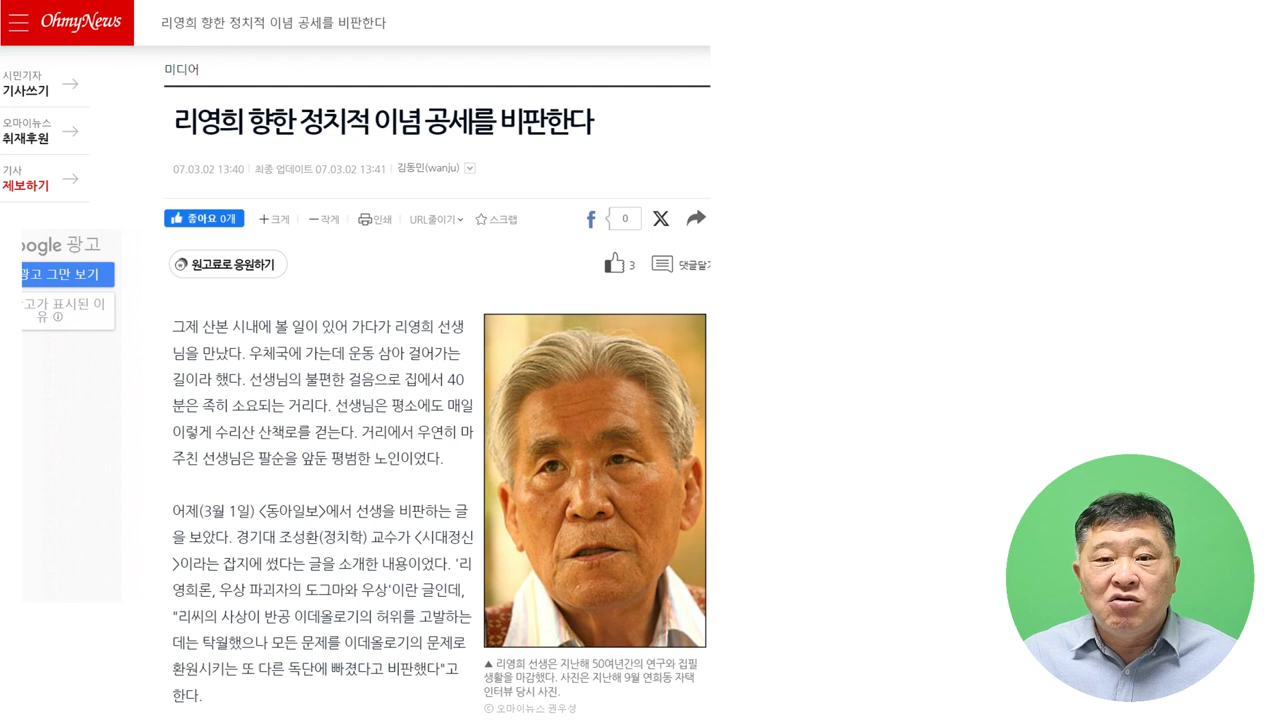 OhmyNews
리영희 향한 정치적 이념 공세를 비판한다
시민기자
기사쓰기
오마이뉴스
취재후원
기사
제보하기
광고
광고 그만 보기
표시된 이
유
미디어
리영희 향한 정치적 이념 공세를 비판한다
07.03.02 13:40 최종 업데이트 07.03.02 13:41 김동민(wanju)
좋아요 0개 크게 작게 인쇄 URL줄이기 스크랩 0
원고료로 응원하기 3
그제 산본 시내에 볼 일이 있어 가다가 리영희 선생
님을 만났다. 우체국에 가는데 운동 삼아 걸어가는
길이라 했다. 선생님의 불편한 걸음으로 집에서 40
분은 족히 소요되는 거리다. 선생님은 평소에도 매일
이렇게 수리산 산책로를 걷는다. 거리에서 우연히 마
주친 선생님은 팔순을 앞둔 평범한 노인이었다.
어제(3월 1일) <동아일보>에서 선생을 비판하는 글
을 보았다. 경기대 조성환(정치학) 교수가 <시대정신
>이라는 잡지에 썼다는 글을 소개한 내용이었다. '리
영희론, 우상 파괴자의 도그마와 우상'이란 글인데,
"리씨의 사상이 반공 이데올로기의 허위를 고발하는
데는 탁월했으나 모든 문제를 이데올로기의 문제로
환원시키는 또 다른 독단에 빠졌다고 비판했다"고
한다.
▲ 리영희 선생은 지난해 50여년간의 연구와 집필
생활을 마감했다. 사진은 지난해 9월 연희동 자택
인터뷰 당시 사진.
ⓒ 오마이뉴스 권우성